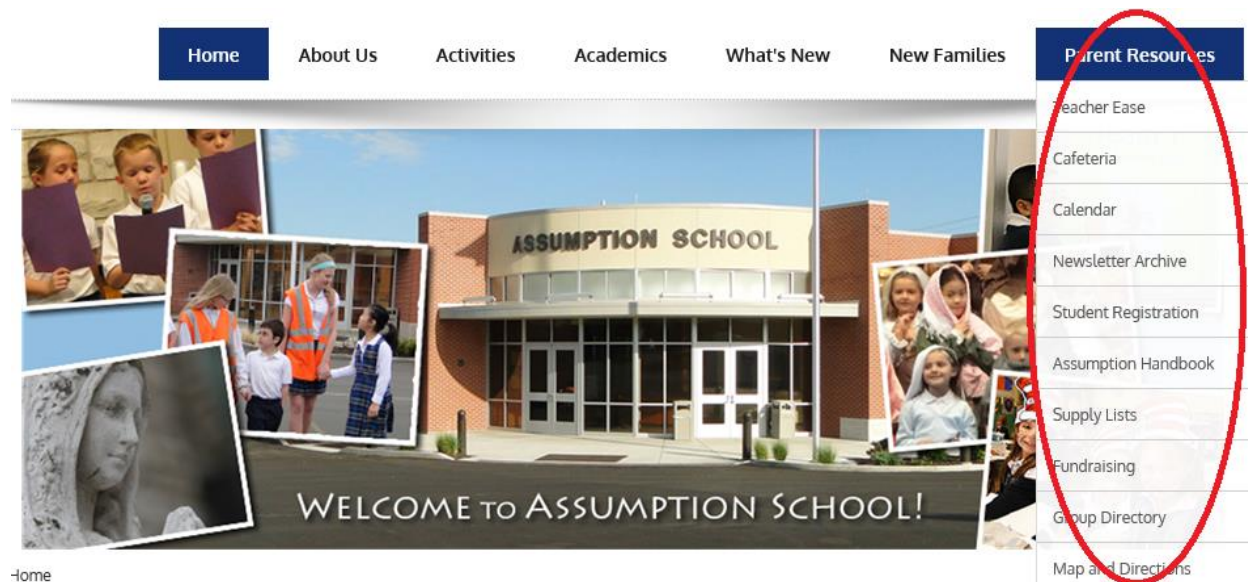 Home About Us Activities Academics What's New New Families Parent Resources
Teacher Ease
Cafeteria
Calendar
Newsletter Archive
Student Registration
Assumption Handbook
Supply Lists
Fundraising
Group Directory
Map and Directions
ASSUMPTION SCHOOL
WELCOME TO ASSUMPTION SCHOOL!
Home